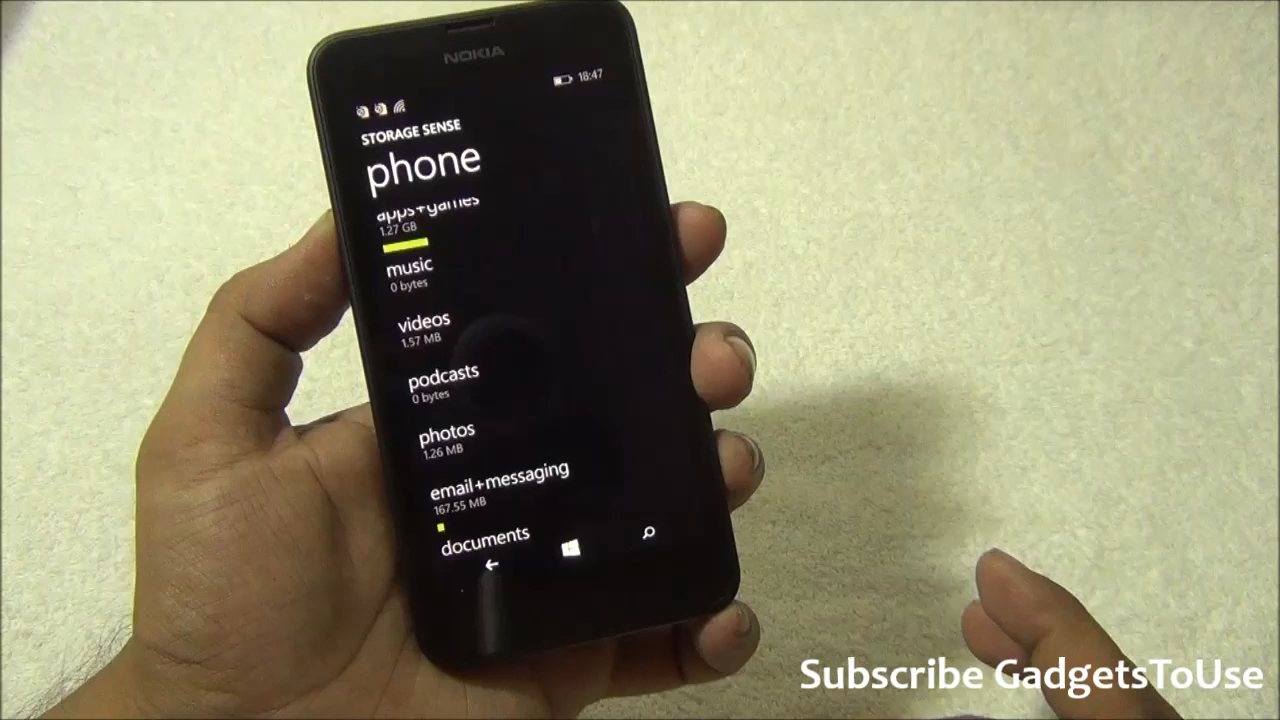 NOKIA
18:47
STORAGE SENSE
phone
apps+games
1.27 GB
music
0 bytes
videos
1.57 MB
podcasts
0 bytes
photos
1.26 MB
email+messaging
167.55 MB
documents
Subscribe GadgetsToUse